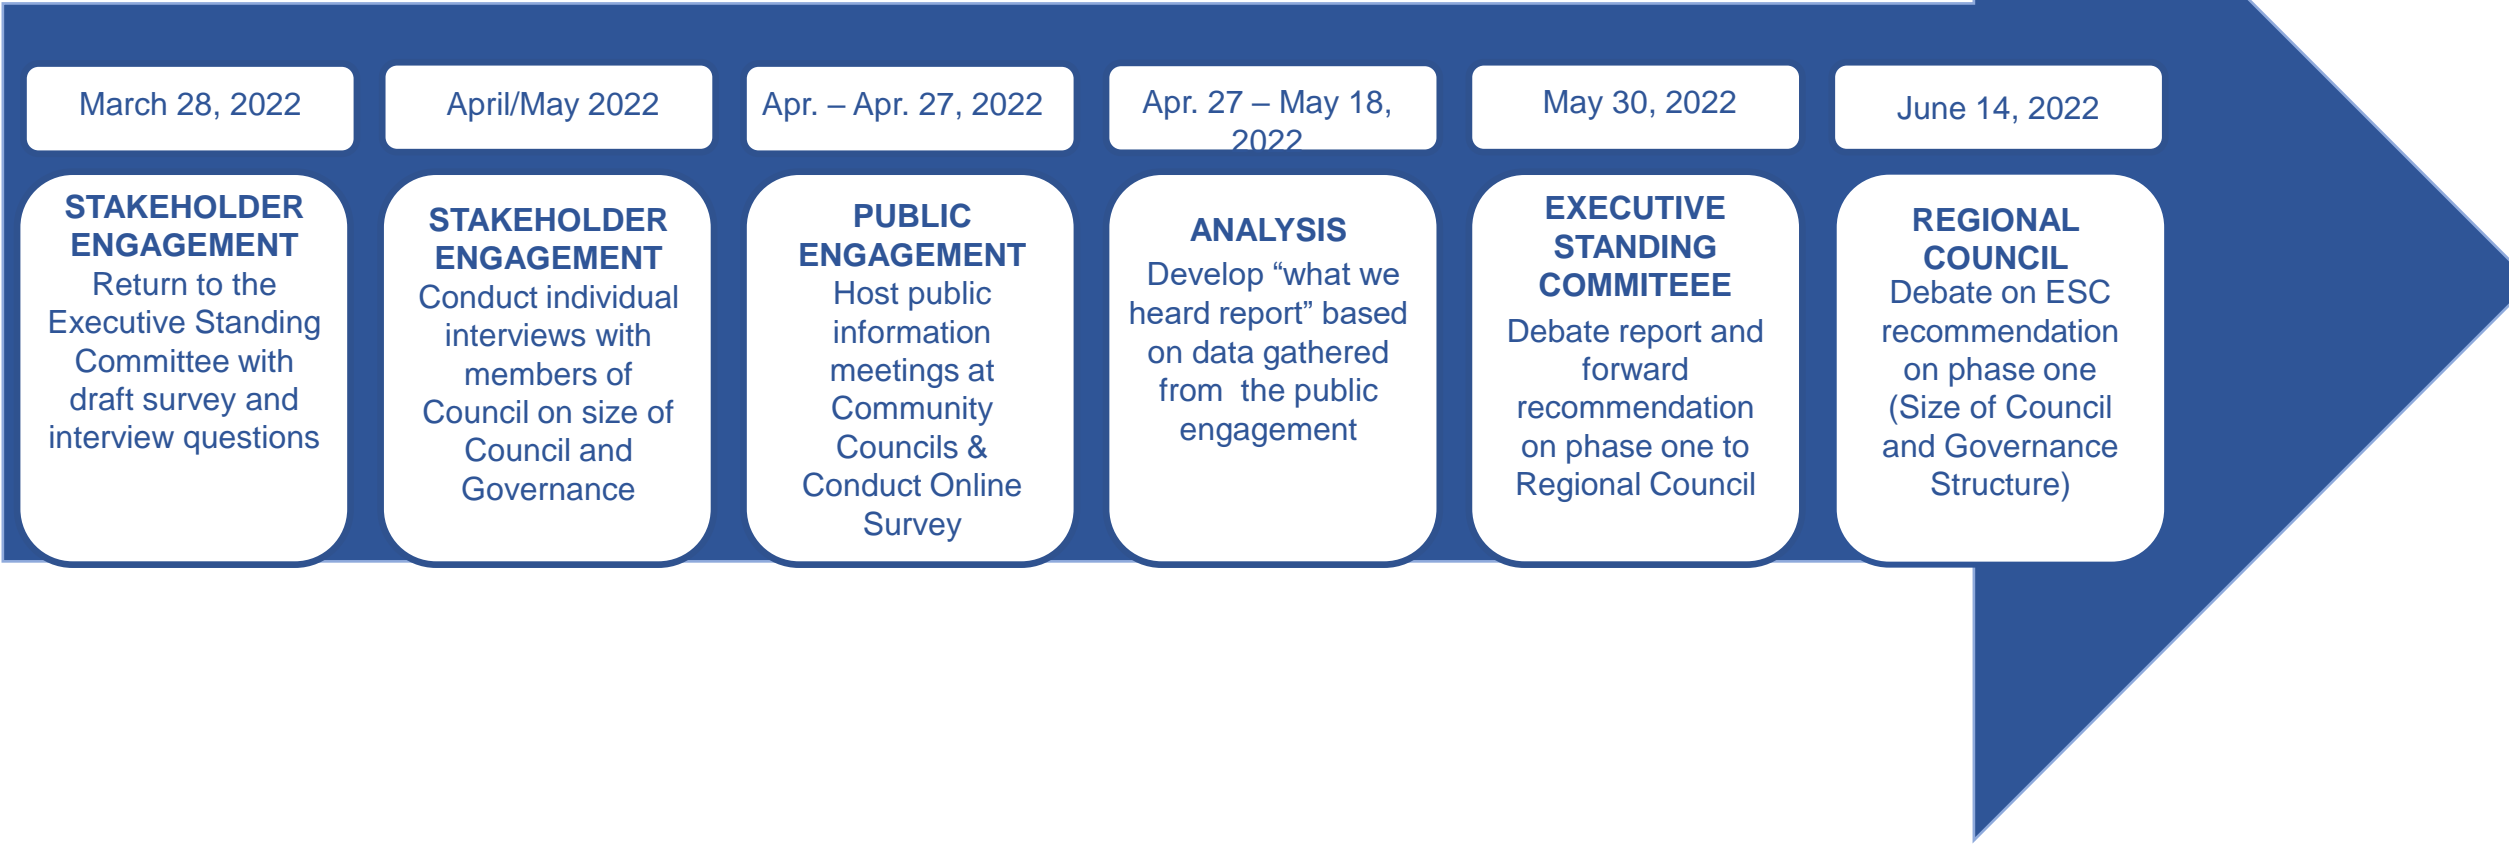 March 28, 2022
STAKEHOLDER
ENGAGEMENT
Return to the
Executive Standing
Committee with
draft survey and
interview questions
April/May 2022
STAKEHOLDER
ENGAGEMENT
Conduct individual
interviews with
members of
Council on size of
Council and
Governance
Apr. – Apr. 27, 2022
PUBLIC
ENGAGEMENT
Host public
information
meetings at
Community
Councils &
Conduct Online
Survey
Apr. 27 – May 18,
2022
ANALYSIS
Develop “what we
heard report” based
on data gathered
from  the public
engagement
May 30, 2022
EXECUTIVE
STANDING
COMMITEEE
Debate report and
forward
recommendation
on phase one to
Regional Council
June 14, 2022
REGIONAL
COUNCIL
Debate on ESC
recommendation
on phase one
(Size of Council
and Governance
Structure)